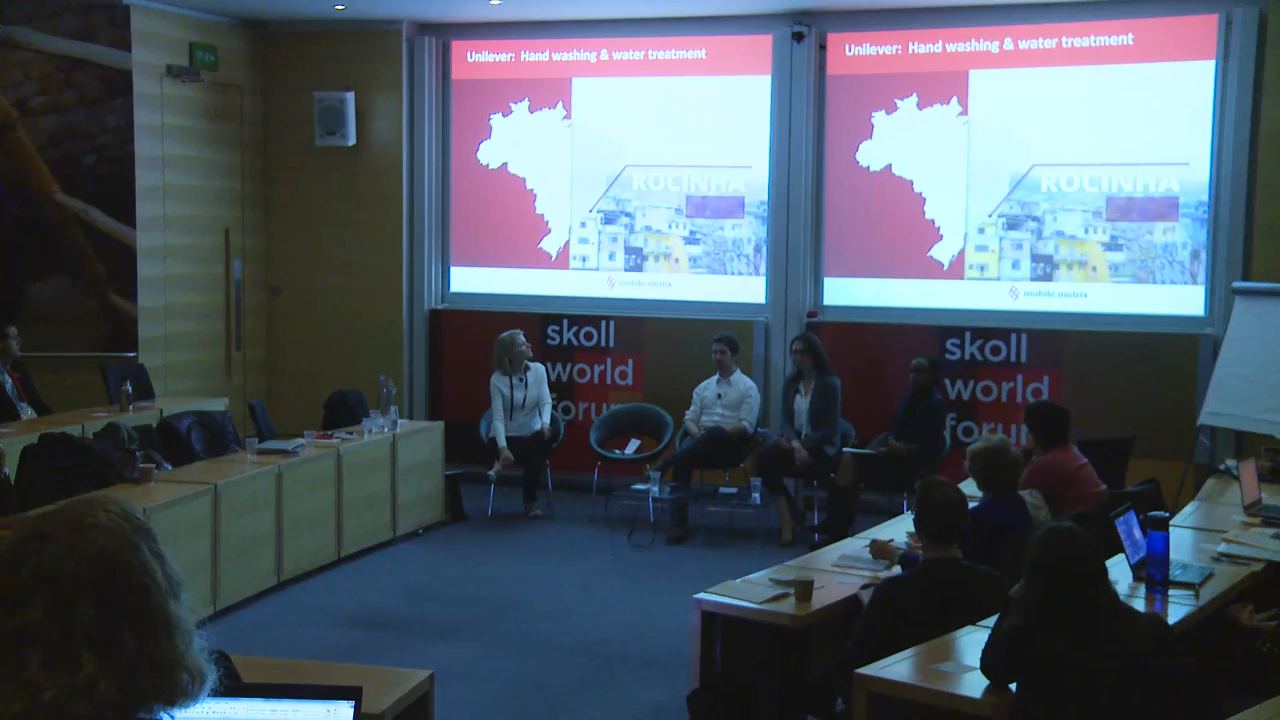 Unilever: Hand washing & water treatment
ROCINHA
mobile metrix
Unilever: Hand washing & water treatment
ROCINHA
mobile metrix
skoll
world
forum
skoll
world
forum